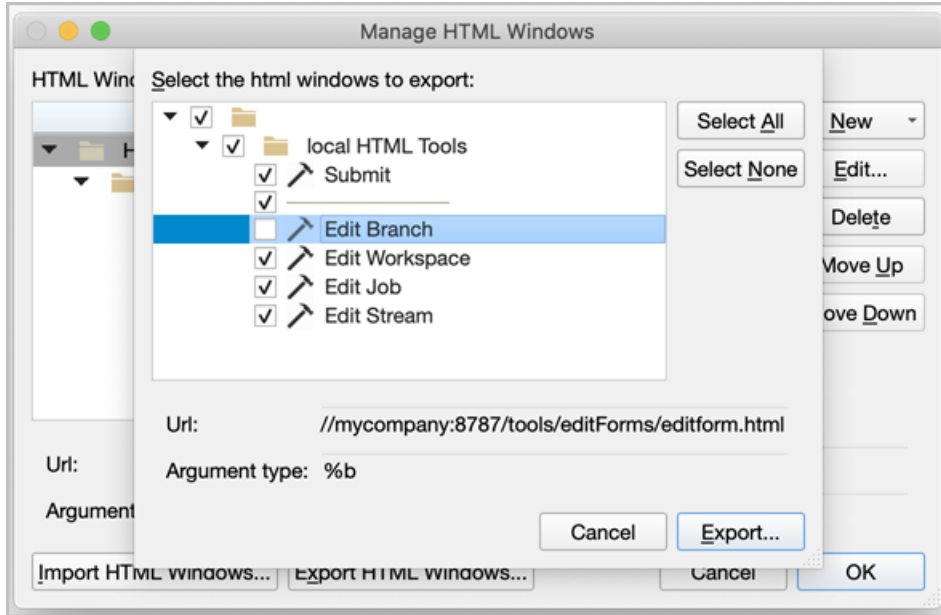 Manage HTML Windows
HTML Wind
Select the html windows to export:
Select All
New
local HTML Tools
H
Submit
Select None
Edit...
Delete
Edit Branch
Edit Workspace
Move Up
Edit Job
Edit Stream
ove Down
Url:
//mycompany:8787/tools/editForms/editform.html
Url:
Argument type: %b
Argument
Cancel
Export...
Import HTML Windows...
Export HTML Windows...
Cancel
OK